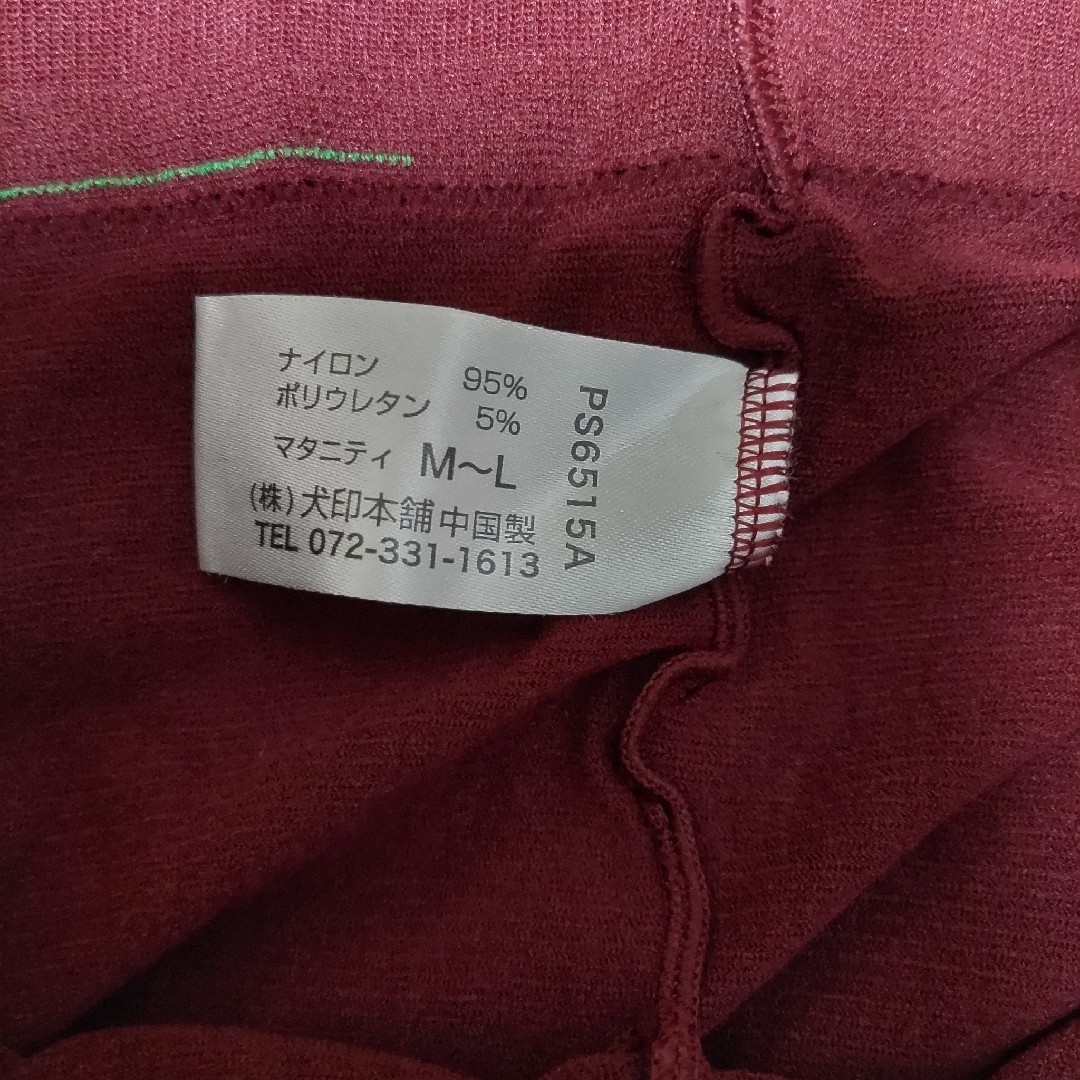 ナイロン 95%
ポリウレタン 5%
マタニティ M〜L
(株)犬印本舗 中国製
TEL 072-331-1613
PS6515A